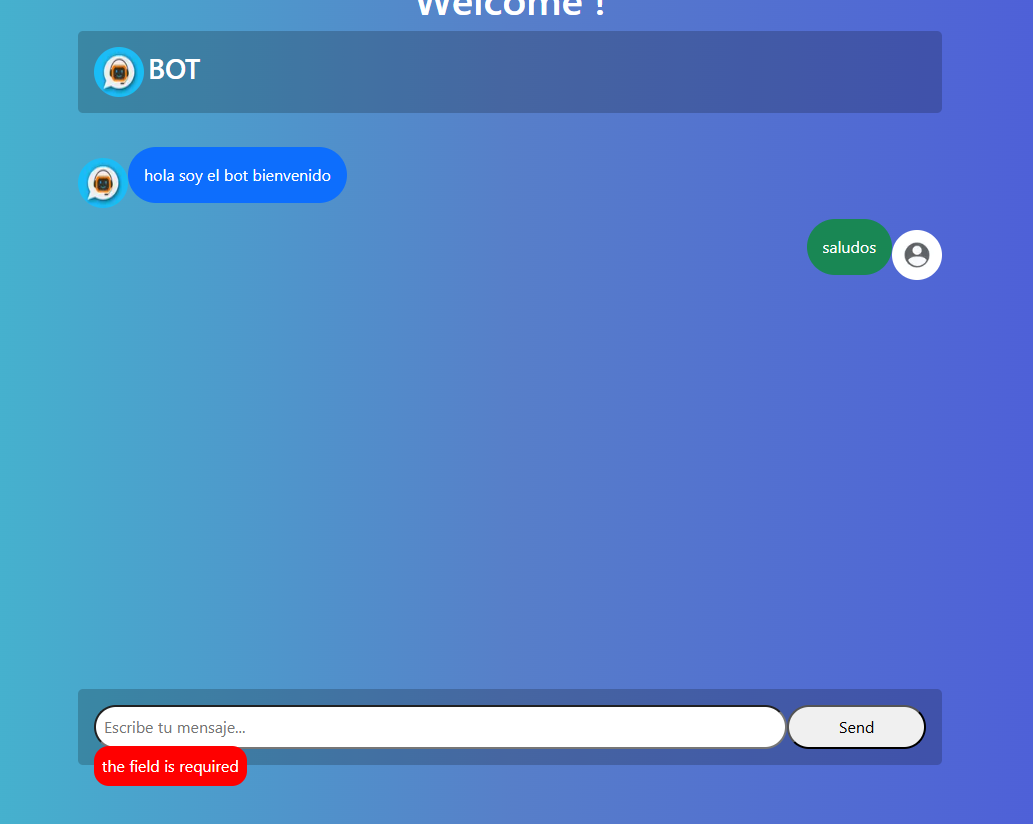 Welcome !
BOT
hola soy el bot bienvenido
saludos
Escribe tu mensaje...
Send
the field is required